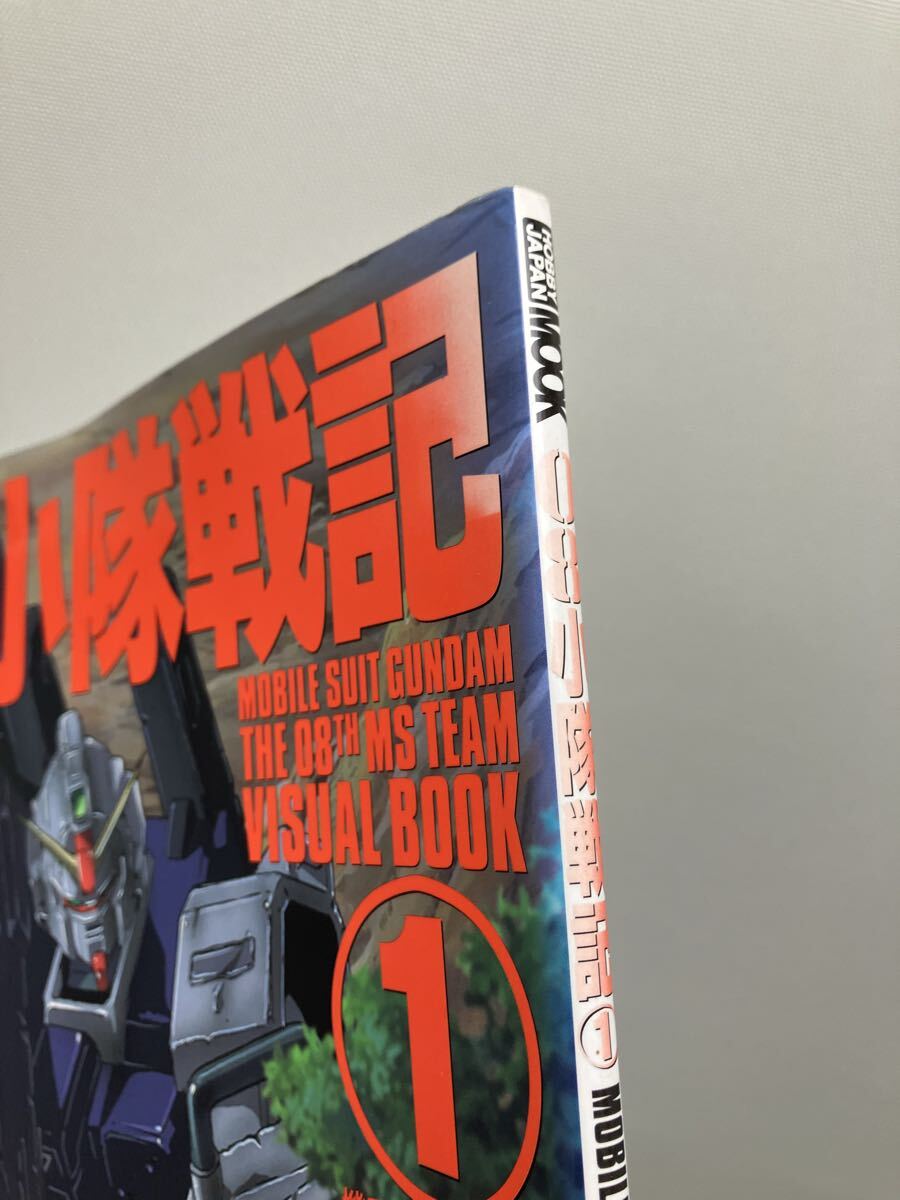 小隊戦記
MOBILE SUIT GUNDAM
THE 08TH MS TEAM
VISUAL BOOK
1
HOBBY JAPAN MOOK
08小隊戦記①
MOBIL